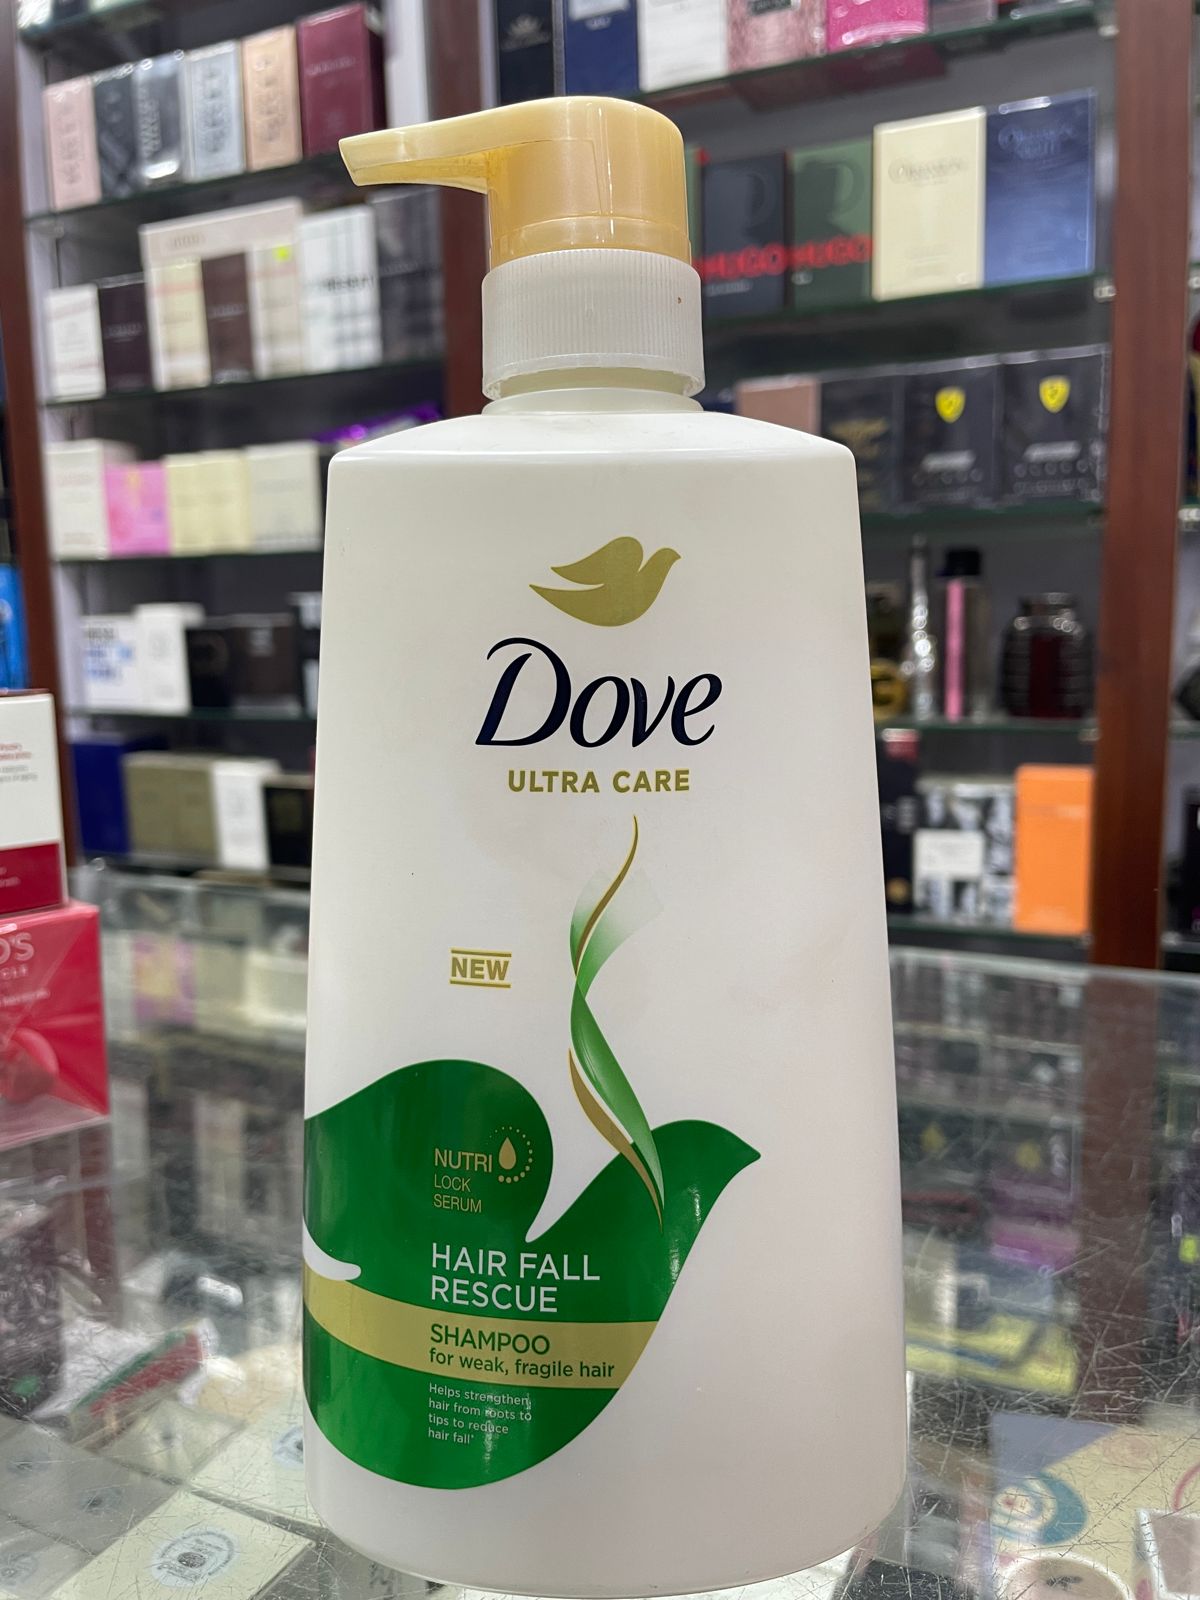 Dove
ULTRA CARE
NEW
NUTRI
LOCK
SERUM
HAIR FALL
RESCUE
SHAMPOO
for weak, fragile hair
Helps strengthen
hair from roots to
tips to reduce
hair fall*
HUGO
HUGO